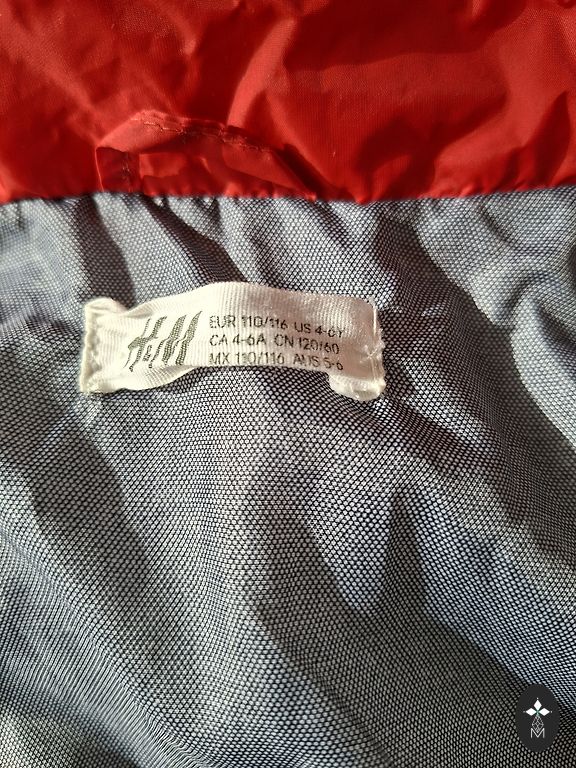 H&M
EUR 110/116 US 4-6Y
CA 4-6A CN 120/60
MX 110/116 AUS 5-6
M